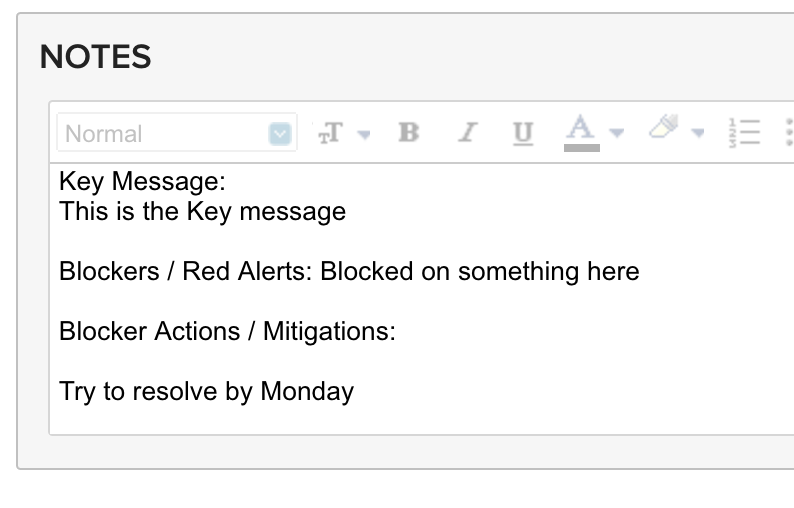 NOTES
Normal
Key Message:
This is the Key message
Blockers / Red Alerts: Blocked on something here
Blocker Actions / Mitigations:
Try to resolve by Monday